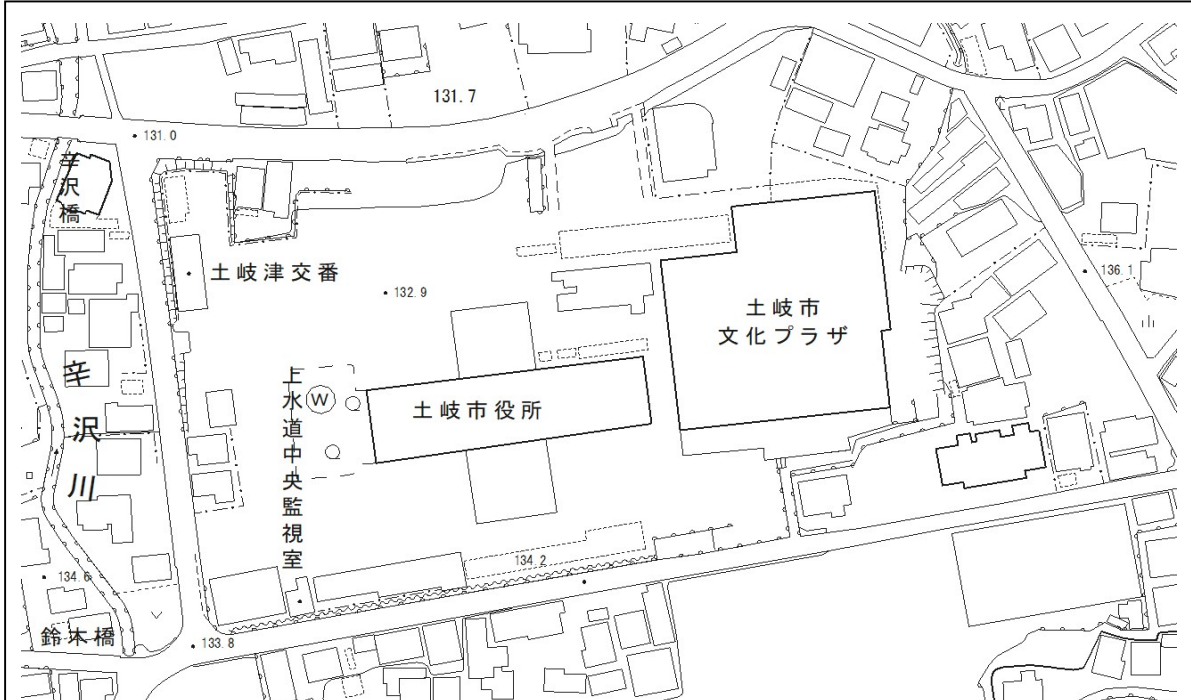 131.7
131.0
辛沢橋
土岐津交番
132.9
136.1
土岐市
文化プラザ
辛沢川
上水道中央監視室
W
土岐市役所
134.2
134.6
鈴木橋
133.8